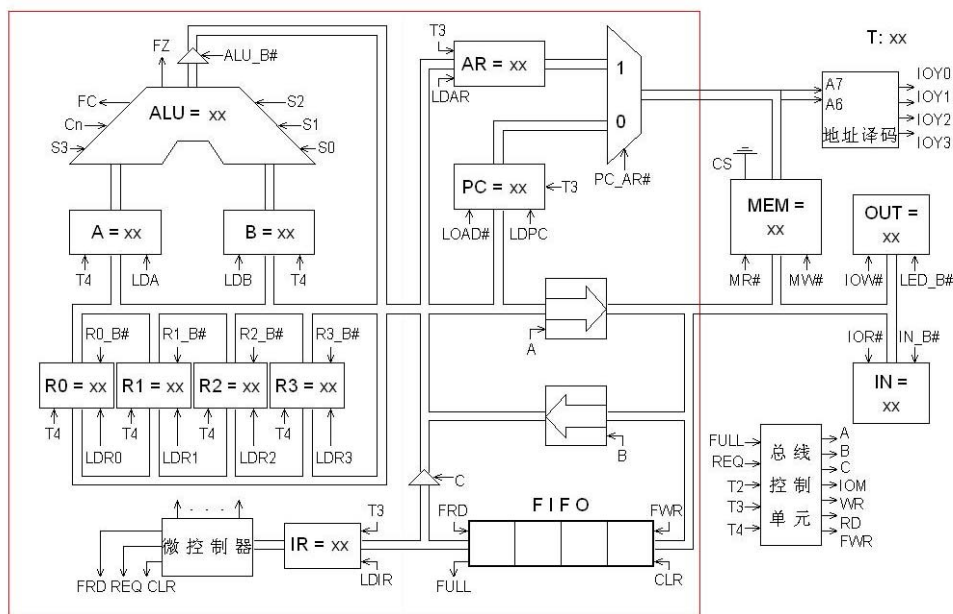 FZ
ALU_B#
FC
Cn
S3
ALU = xx
S2
S1
S0
A = xx
B = xx
T4
LDA
LDB
T4
R0_B#
R1_B#
R2_B#
R3_B#
R0 = xx
R1 = xx
R2 = xx
R3 = xx
T4
T4
T4
T4
LDR0
LDR1
LDR2
LDR3
T3
AR = xx
LDAR
1
0
PC_AR#
PC = xx
T3
LOAD#
LDPC
A
B
C
T: xx
A7
A6
地址译码
IOY0
IOY1
IOY2
IOY3
CS
MEM =
xx
MR#
MW#
OUT =
xx
IOW#
LED_B#
IOR#
IN_B#
IN =
xx
FULL
REQ
T2
T3
T4
总线
控制
单元
A
B
C
IOM
WR
RD
FWR
. . .
微控制器
FRD
REQ
CLR
IR = xx
T3
LDIR
FIFO
FRD
FWR
FULL
CLR